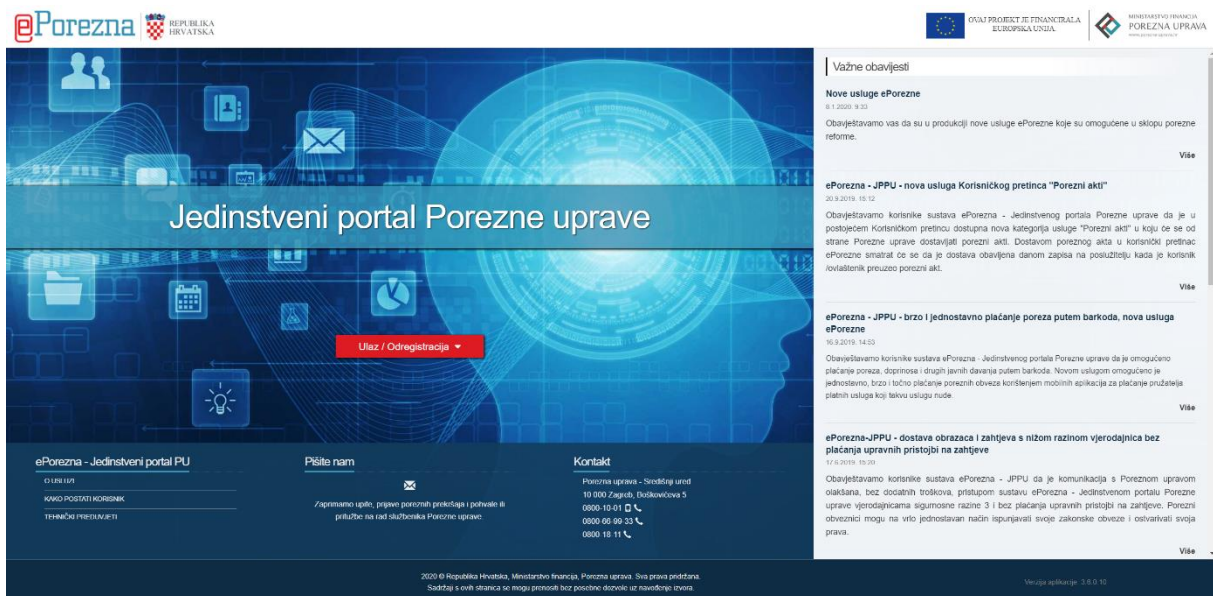 ePorezna REPUBLIKA
HRVATSKA
OVAJ PROJEKT JE FINANCIRALA
EUROPSKA UNIJA.
MINISTARSTVO FINANCIJA
POREZNA UPRAVA
Jedinstveni portal Porezne uprave
Ulaz / Odregistracija
Važne obavijesti
Nove usluge ePorezne
8.1.2020. 9:33
Obavještavamo vas da su u produkciji nove usluge ePorezne koje su omogućene u sklopu porezne
reforme.
Više
ePorezna - JPPU - nova usluga Korisničkog pretinca "Porezni akti"
20.9.2019. 15:12
Obavještavamo korisnike sustava ePorezna - Jedinstvenog portala Porezne uprave da je u
postojećem Korisničkom pretincu dostupna nova kategorija usluge "Porezni akti" u koju će se od
strane Porezne uprave dostavljati porezni akti. Dostavom poreznog akta u korisnički pretinac
ePorezne smatrat će se da je dostava obavljena danom zapisa na poslužitelju kada je korisnik
/ovlaštenik preuzeo porezni akt.
Više
ePorezna - JPPU - brzo i jednostavno plaćanje poreza putem barkoda, nova usluga
ePorezne
16.9.2019. 14:55
Obavještavamo korisnike sustava ePorezna - Jedinstvenog portala Porezne uprave da je omogućeno
plaćanje poreza, doprinosa i drugih javnih davanja putem barkoda. Novom uslugom omogućeno je
jednostavno, brzo i točno plaćanje poreznih obveza korištenjem mobilnih aplikacija za plaćanje pružatelja
platnih usluga koji takvu uslugu nude.
Više
ePorezna-JPPU - dostava obrazaca i zahtjeva s nižom razinom vjerodajnica bez
plaćanja upravnih pristojbi na zahtjeve
17.6.2019. 15:20
Obavještavamo korisnike sustava ePorezna - JPPU da je komunikacija s Poreznom upravom
olakšana, bez dodatnih troškova, pristupom sustavu ePorezna - Jedinstvenom portalu Porezne
uprave vjerodajnicama sigurnosne razine 3 i bez plaćanja upravnih pristojbi na zahtjeve. Porezni
obveznici mogu na vrlo jednostavan način ispunjavati svoje zakonske obveze i ostvarivati svoja
prava.
Više
ePorezna - Jedinstveni portal PU
O USLUZI
KAKO POSTATI KORISNIK
TEHNIČKI PREDUVJETI
Pišite nam
Zaprimamo upite, prijave poreznih prekršaja i pohvale ili
pritužbe na rad službenika Porezne uprave
Kontakt
Porezna uprava - Središnji ured
10 000 Zagreb, Boškovićeva 5
0800-10-01
0800-66-99-33
0800 18 11
2020 © Republika Hrvatska, Ministarstvo financija, Porezna uprava. Sva prava pridržana.
Sadržaji s ovih stranica se mogu prenositi bez posebne dozvole uz navođenje izvora.
Verzija aplikacije 3.6.0.10